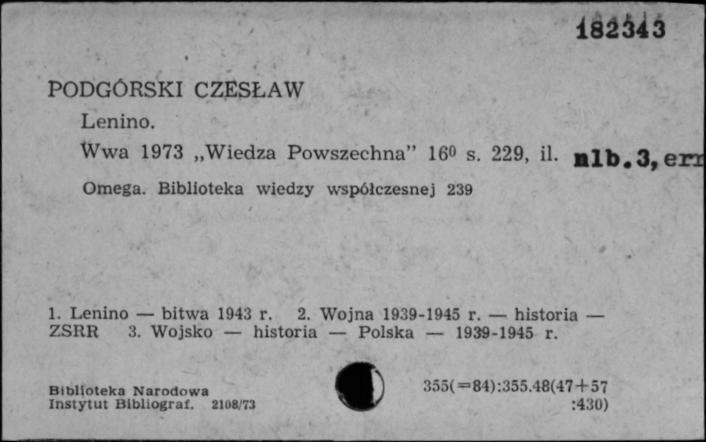 182343
PODGÓRSKI CZESŁAW
Lenino.
Wwa 1973 „Wiedza Powszechna” 16⁰ s. 229, il. nlb.3, err
Omega. Biblioteka wiedzy współczesnej 239
1. Lenino — bitwa 1943 r. 2. Wojna 1939-1945 r. — historia —
ZSRR 3. Wojsko — historia — Polska — 1939-1945 r.
Biblioteka Narodowa
Instytut Bibliograf. 2108/73
355(=84):355.48(47+57
:430)